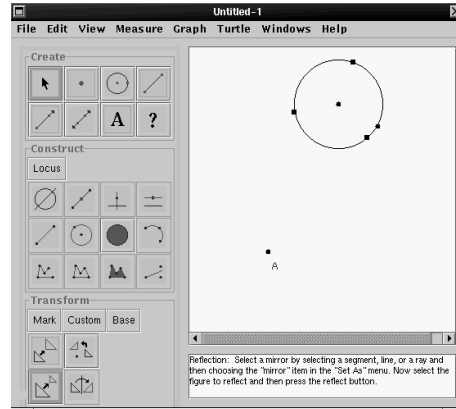 Untitled-1
File Edit View Measure Graph Turtle Windows Help
Create
A ?
Construct
Locus
Transform
Mark Custom Base
A
Reflection: Select a mirror by selecting a segment, line, or a ray and
then choosing the "mirror" item in the "Set As" menu. Now select the
figure to reflect and then press the reflect button.